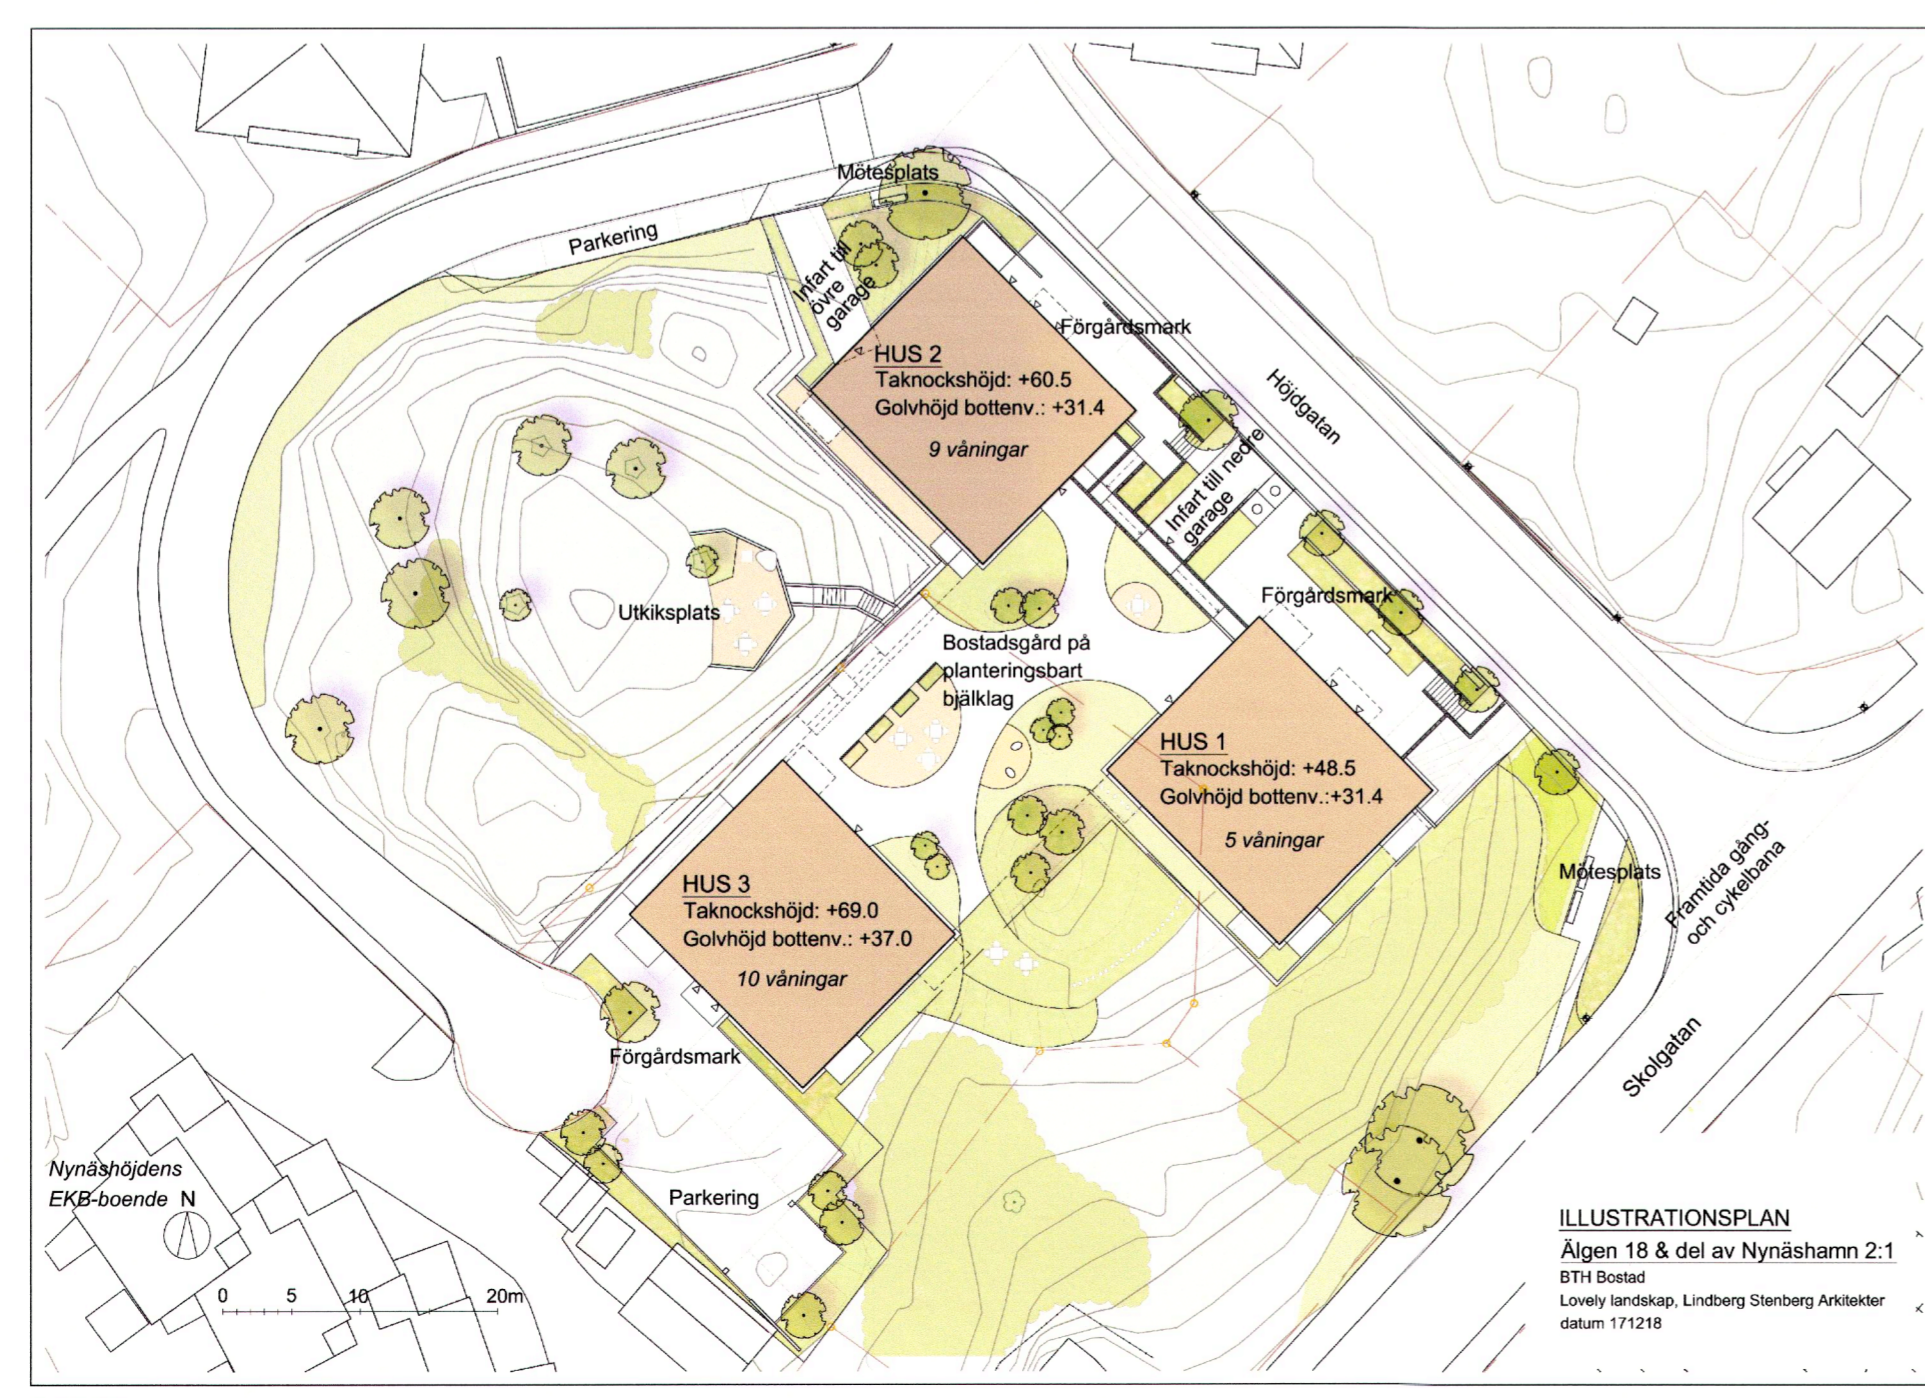 Mötesplats
Parkering
Infart till
övre
garage
Förgårdsmark
HUS 2
Taknockshöjd: +60.5
Golvhöjd bottenv.: +31.4
9 våningar
Höjdgatan
Infart till nedre
garage
Förgårdsmark
Utkiksplats
Bostadsgård på
planteringsbart
bjälklag
HUS 1
Taknockshöjd: +48.5
Golvhöjd bottenv.:+31.4
5 våningar
Mötesplats
Framtida gång-
och cykelbana
HUS 3
Taknockshöjd: +69.0
Golvhöjd bottenv.: +37.0
10 våningar
Förgårdsmark
Skolgatan
Parkering
Nynäshöjdens
EKB-boende
N
0 5 10 20m
ILLUSTRATIONSPLAN
Älgen 18 & del av Nynäshamn 2:1
BTH Bostad
Lovely landskap, Lindberg Stenberg Arkitekter
datum 171218